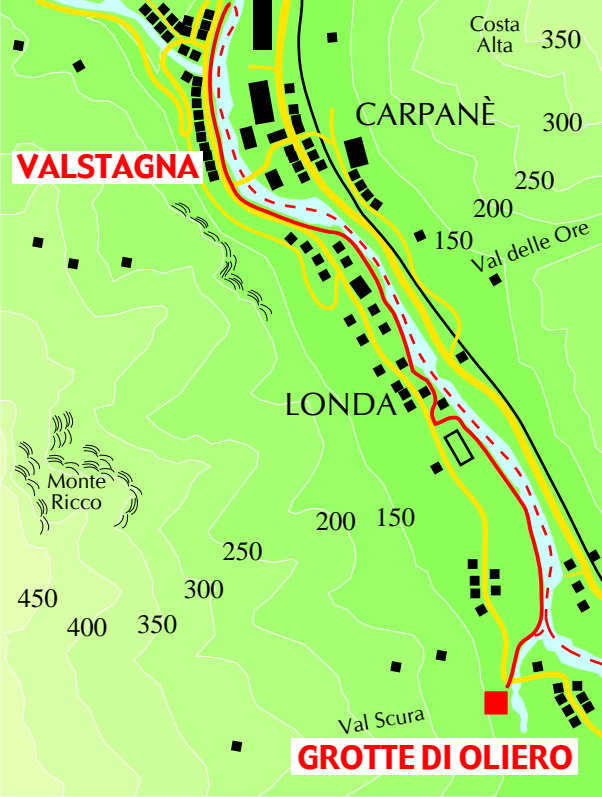 Costa
Alta
350
CARPANÈ
300
VALSTAGNA
250
200
150
Val delle Ore
LONDA
Monte
Ricco
200
150
250
300
450
400
350
Val Scura
GROTTE DI OLIERO